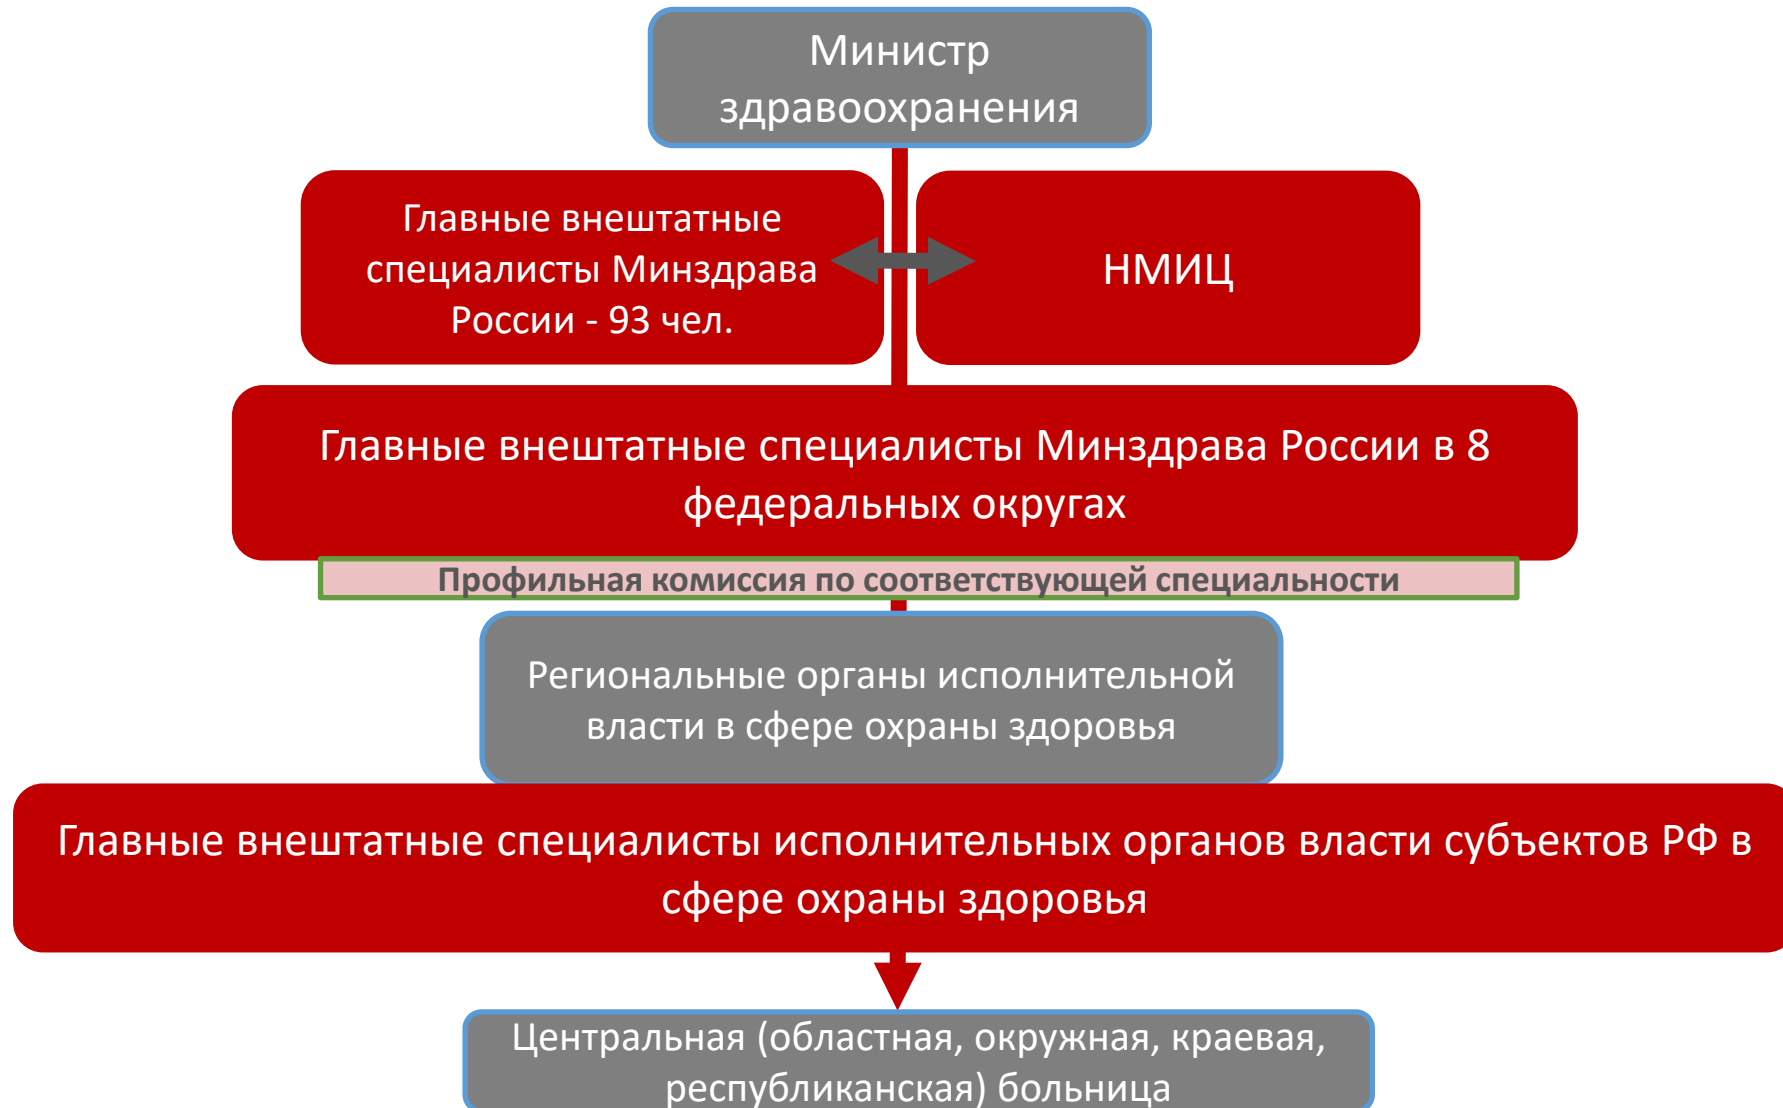 Министр
здравоохранения
Главные внештатные
специалисты Минздрава
России - 93 чел.
НМИЦ
Главные внештатные специалисты Минздрава России в 8
федеральных округах
Профильная комиссия по соответствующей специальности
Региональные органы исполнительной
власти в сфере охраны здоровья
Главные внештатные специалисты исполнительных органов власти субъектов РФ в
сфере охраны здоровья
Центральная (областная, окружная, краевая,
республиканская) больница